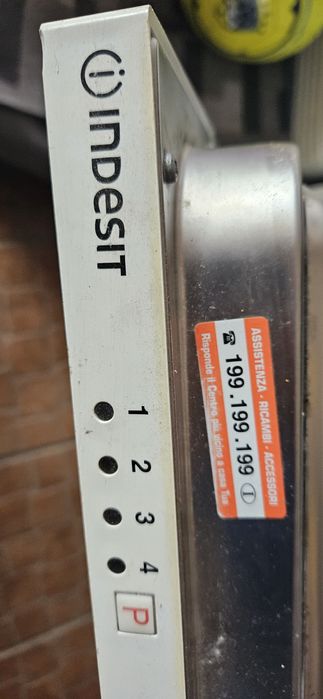 INDESIT
1
2
3
4
P
ASSISTENZA - RICAMBI - ACCESSORI
☎ 199.199.199 i
Risponde il Centro più vicino a casa Tua